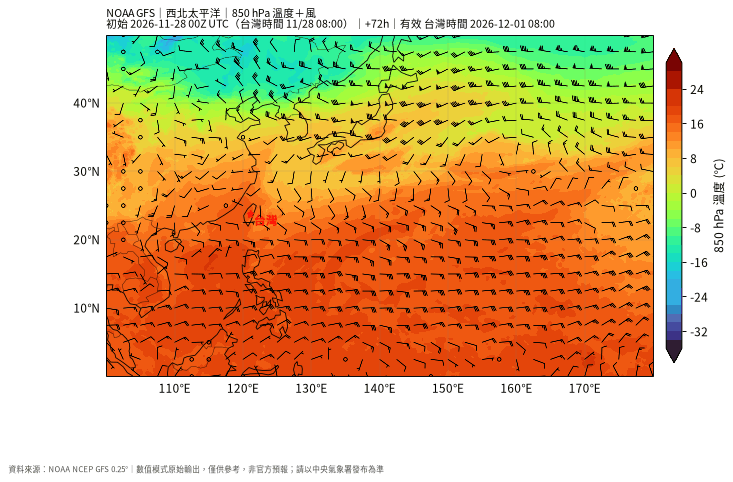 NOAA GFS｜西北太平洋｜850 hPa 溫度＋風
初始 2026-11-28 00Z UTC（台灣時間 11/28 08:00）｜+72h｜有效 台灣時間 2026-12-01 08:00
40°N
30°N
20°N
10°N
110°E
120°E
130°E
140°E
150°E
160°E
170°E
台灣
24
16
8
0
-8
-16
-24
-32
850 hPa 溫度 (°C)
資料來源：NOAA NCEP GFS 0.25°｜數值模式原始輸出，僅供參考，非官方預報；請以中央氣象署發布為準